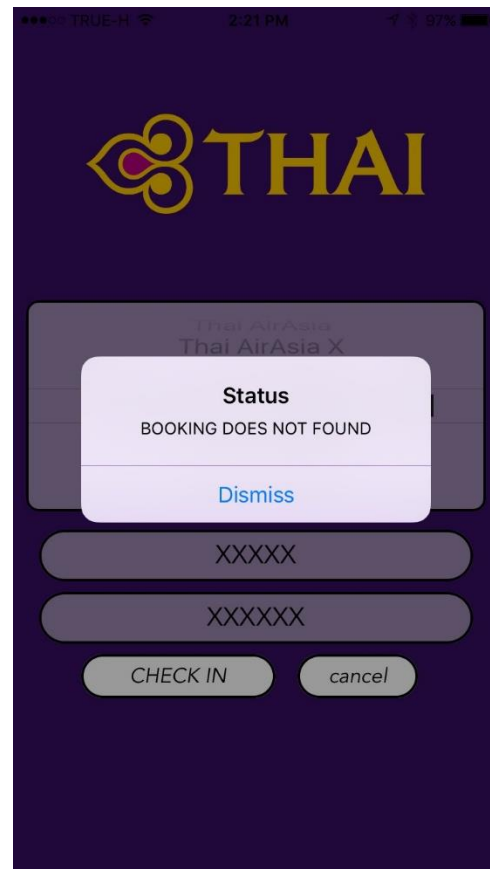 TRUE-H 2:21 PM 97%
THAI
Thai AirAsia
Thai AirAsia X
Status
BOOKING DOES NOT FOUND
Dismiss
XXXXX
XXXXXX
CHECK IN cancel